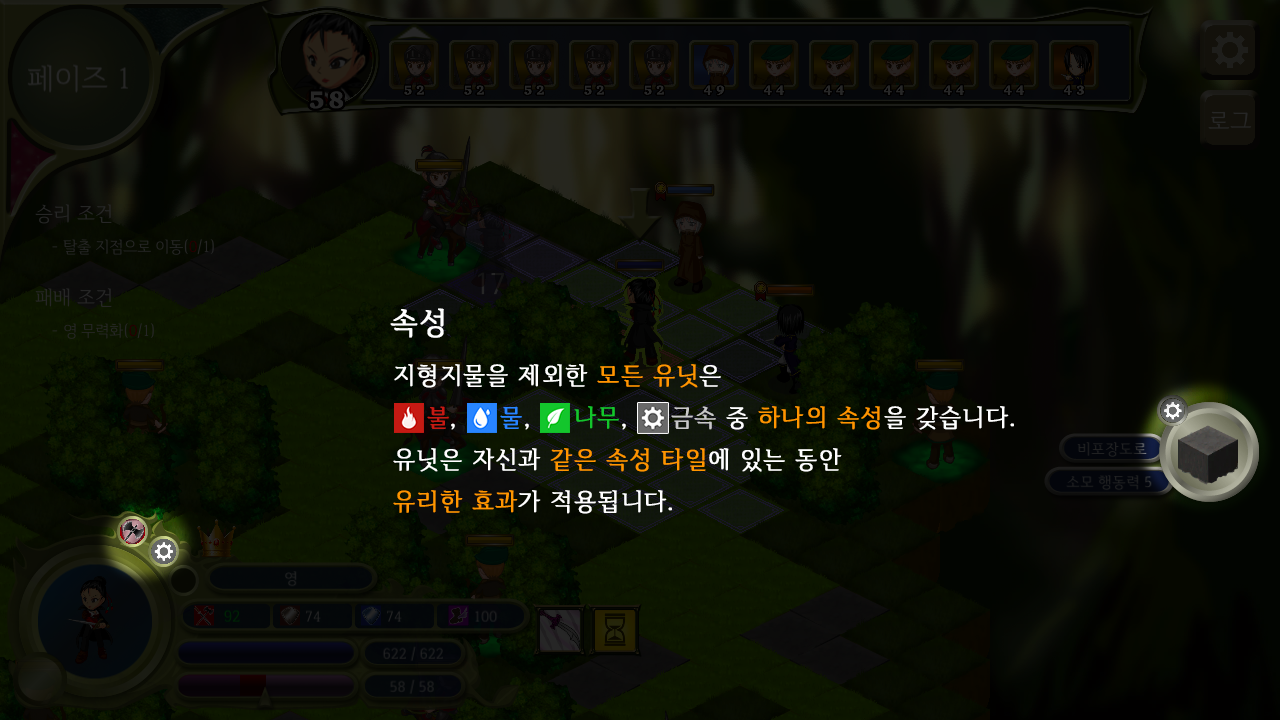 페이즈 1
58
52 52 52 52 52 49 44 44 44 44 44 43
로그
승리 조건
- 탈출 지점으로 이동(0/1)
패배 조건
- 영 무력화(0/1)
17
속성
지형지물을 제외한 모든 유닛은
불, 물, 나무, 금속 중 하나의 속성을 갖습니다.
유닛은 자신과 같은 속성 타일에 있는 동안
유리한 효과가 적용됩니다.
비포장도로
소모 행동력 5
영
92 74 74 100
622 / 622
58 / 58